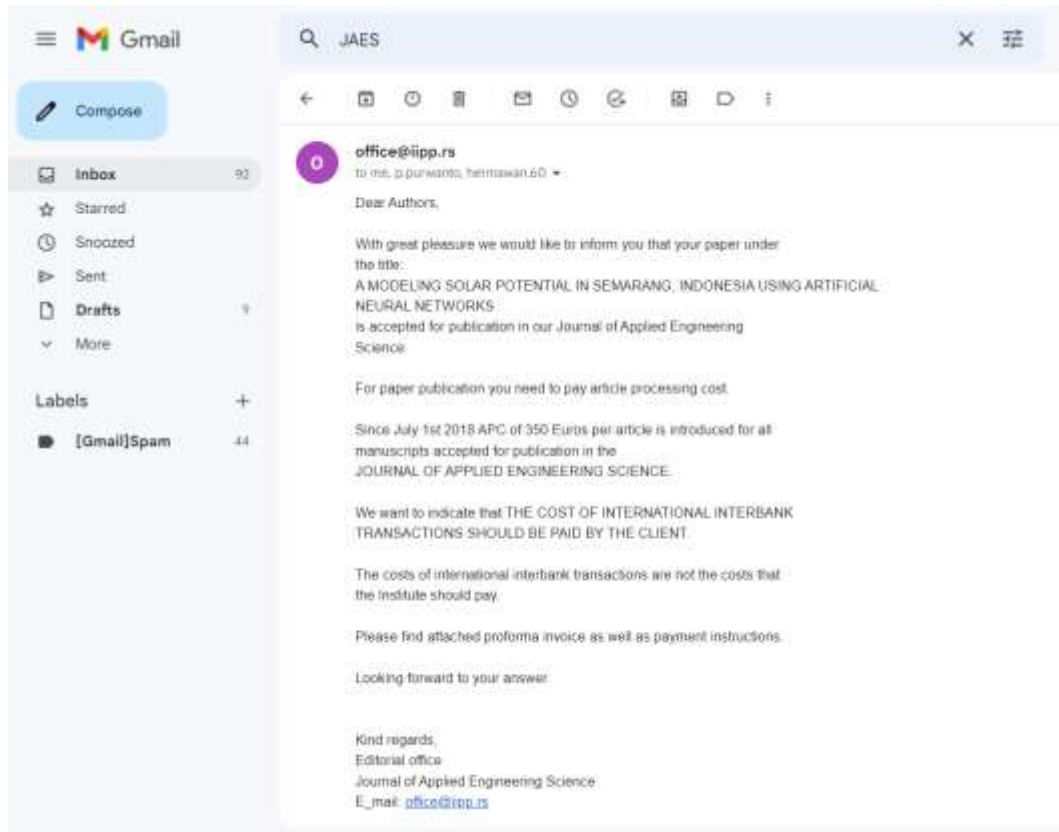 Gmail
JAES
Compose
Inbox 92
Starred
Snoozed
Sent
Drafts 9
More
Labels
[Gmail]Spam 44
O
office@iipp.rs
to me, p.purwanto, hermawan.60
Dear Authors,
With great pleasure we would like to inform you that your paper under
the title:
A MODELING SOLAR POTENTIAL IN SEMARANG, INDONESIA USING ARTIFICIAL
NEURAL NETWORKS
is accepted for publication in our Journal of Applied Engineering
Science.
For paper publication you need to pay article processing cost.
Since July 1st 2018 APC of 350 Euros per article is introduced for all
manuscripts accepted for publication in the
JOURNAL OF APPLIED ENGINEERING SCIENCE.
We want to indicate that THE COST OF INTERNATIONAL INTERBANK
TRANSACTIONS SHOULD BE PAID BY THE CLIENT.
The costs of international interbank transactions are not the costs that
the Institute should pay.
Please find attached proforma invoice as well as payment instructions.
Looking forward to your answer.
Kind regards,
Editorial office
Journal of Applied Engineering Science
E_mail: office@iipp.rs